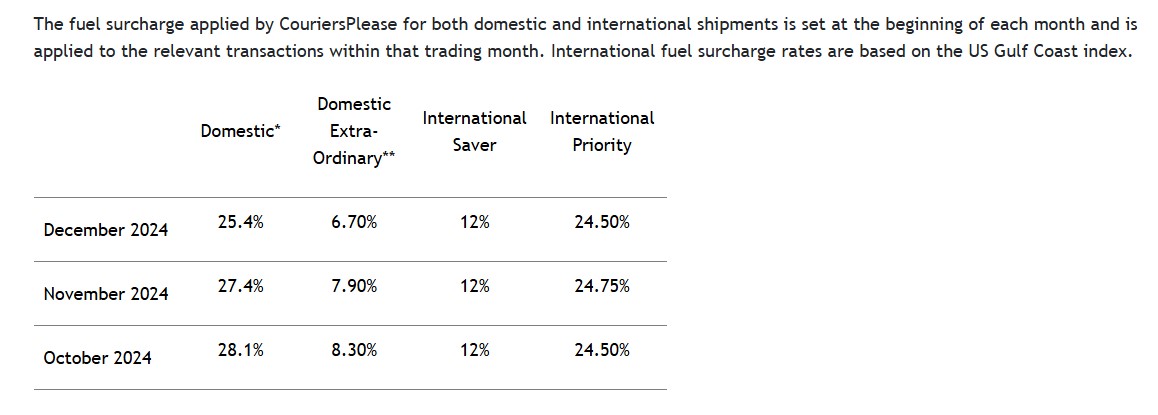 The fuel surcharge applied by CouriersPlease for both domestic and international shipments is set at the beginning of each month and is
applied to the relevant transactions within that trading month. International fuel surcharge rates are based on the US Gulf Coast index.
Domestic* Domestic Extra-Ordinary** International Saver International Priority
December 2024 25.4% 6.70% 12% 24.50%
November 2024 27.4% 7.90% 12% 24.75%
October 2024 28.1% 8.30% 12% 24.50%